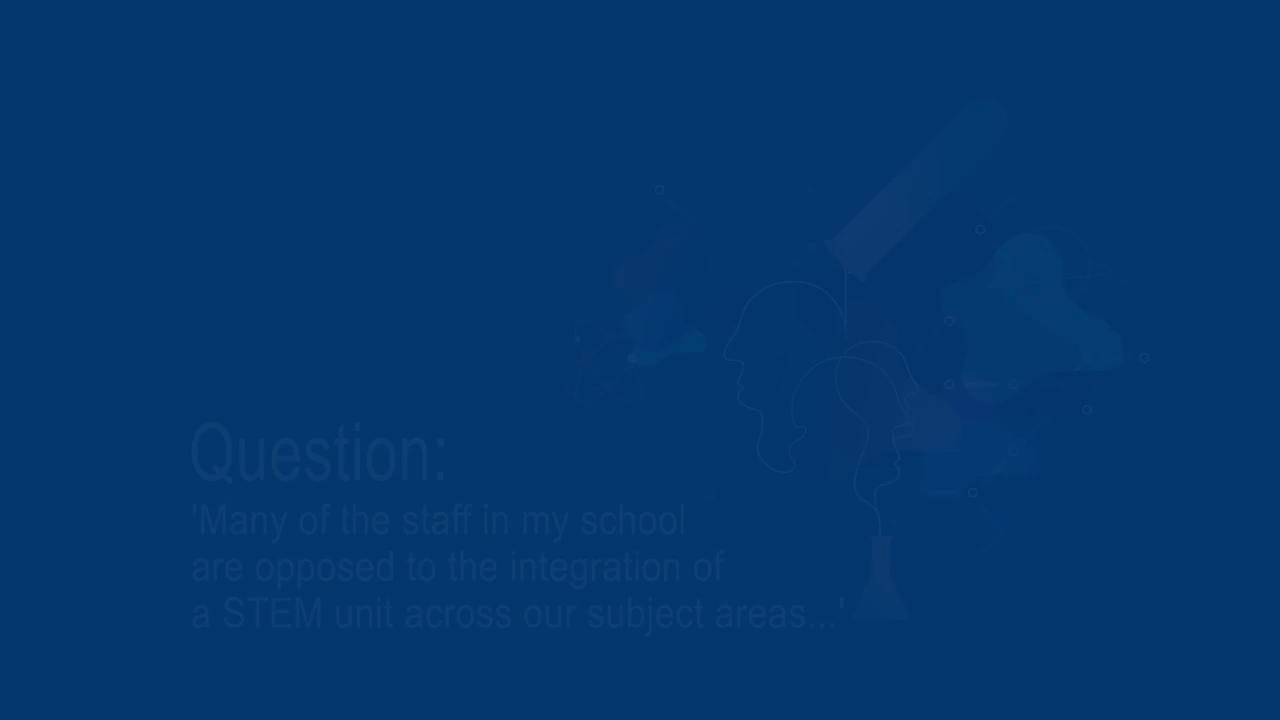 Question:
'Many of the staff in my school
are opposed to the integration of
a STEM unit across our subject areas...'